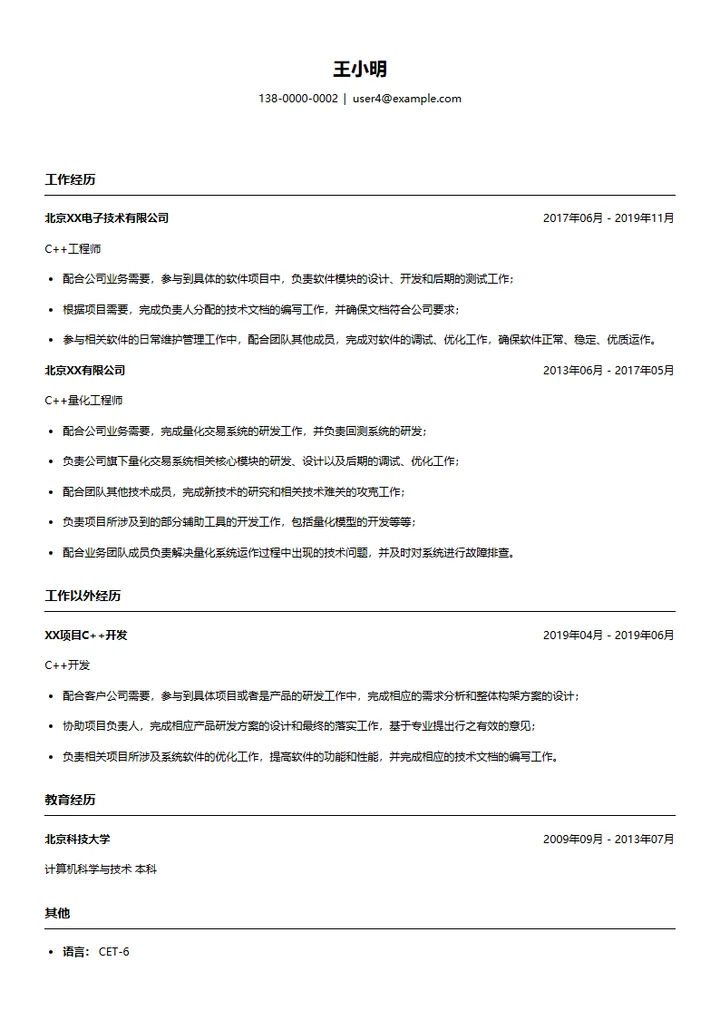 王小明
138-0000-0002 | user4@example.com
工作经历
北京XX电子技术有限公司 2017年06月 - 2019年11月
C++工程师
• 配合公司业务需要，参与到具体的软件项目中，负责软件模块的设计、开发和后期的测试工作；
• 根据项目需要，完成负责人分配的技术文档的编写工作，并确保文档符合公司要求；
• 参与相关软件的日常维护管理工作中，配合团队其他成员，完成对软件的调试、优化工作，确保软件正常、稳定、优质运作。
北京XX有限公司 2013年06月 - 2017年05月
C++量化工程师
• 配合公司业务需要，完成量化交易系统的研发工作，并负责回测系统的研发；
• 负责公司旗下量化交易系统相关核心模块的研发、设计以及后期的调试、优化工作；
• 配合团队其他技术成员，完成新技术的研究和相关技术难关的攻克工作；
• 负责项目所涉及到的部分辅助工具的开发工作，包括量化模型的开发等等；
• 配合业务团队成员负责解决量化系统运作过程中出现的技术问题，并及时对系统进行故障排查。
工作以外经历
XX项目C++开发 2019年04月 - 2019年06月
C++开发
• 配合客户公司需要，参与到具体项目或者是产品的研发工作中，完成相应的需求分析和整体构架方案的设计；
• 协助项目负责人，完成相应产品研发方案的设计和最终的落实工作，基于专业提出行之有效的意见；
• 负责相关项目所涉及系统软件的优化工作，提高软件的功能和性能，并完成相应的技术文档的编写工作。
教育经历
北京科技大学 2009年09月 - 2013年07月
计算机科学与技术 本科
其他
• 语言： CET-6